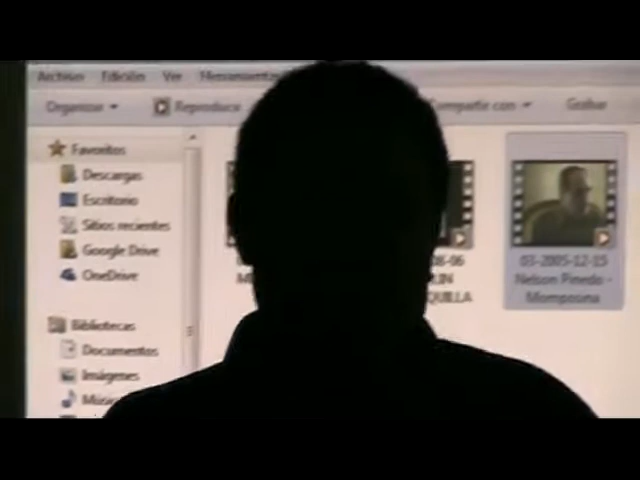 Archivo Edición Ver Herramientas
Organizar Reproducir Compartir con Grabar
Favoritos
Descargas
Escritorio
Sitios recientes
Google Drive
OneDrive
Bibliotecas
Documentos
Imágenes
03-2005-12-15
Nelson Pinedo -
Momposina